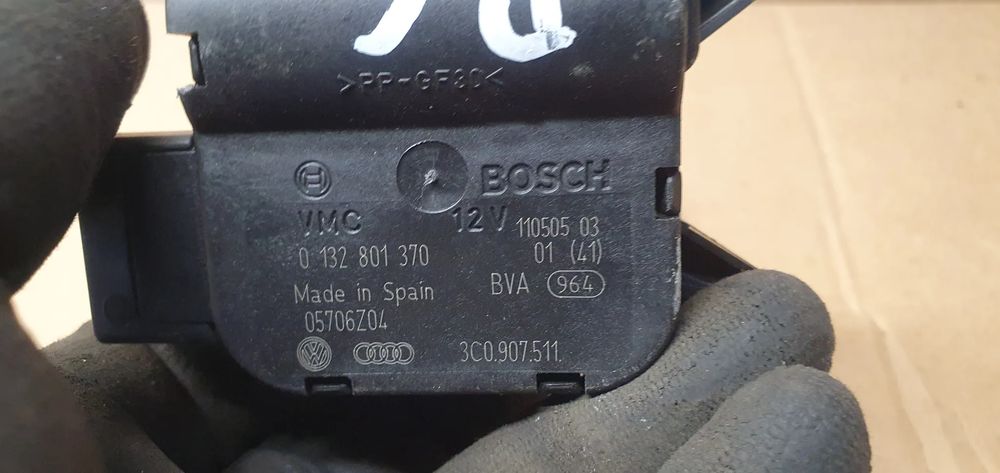 >PP-GF30<
BOSCH
VMC 12V 110505 03
0 132 801 370 01 (41)
Made in Spain BVA 964
05706Z04
3C0.907.511.